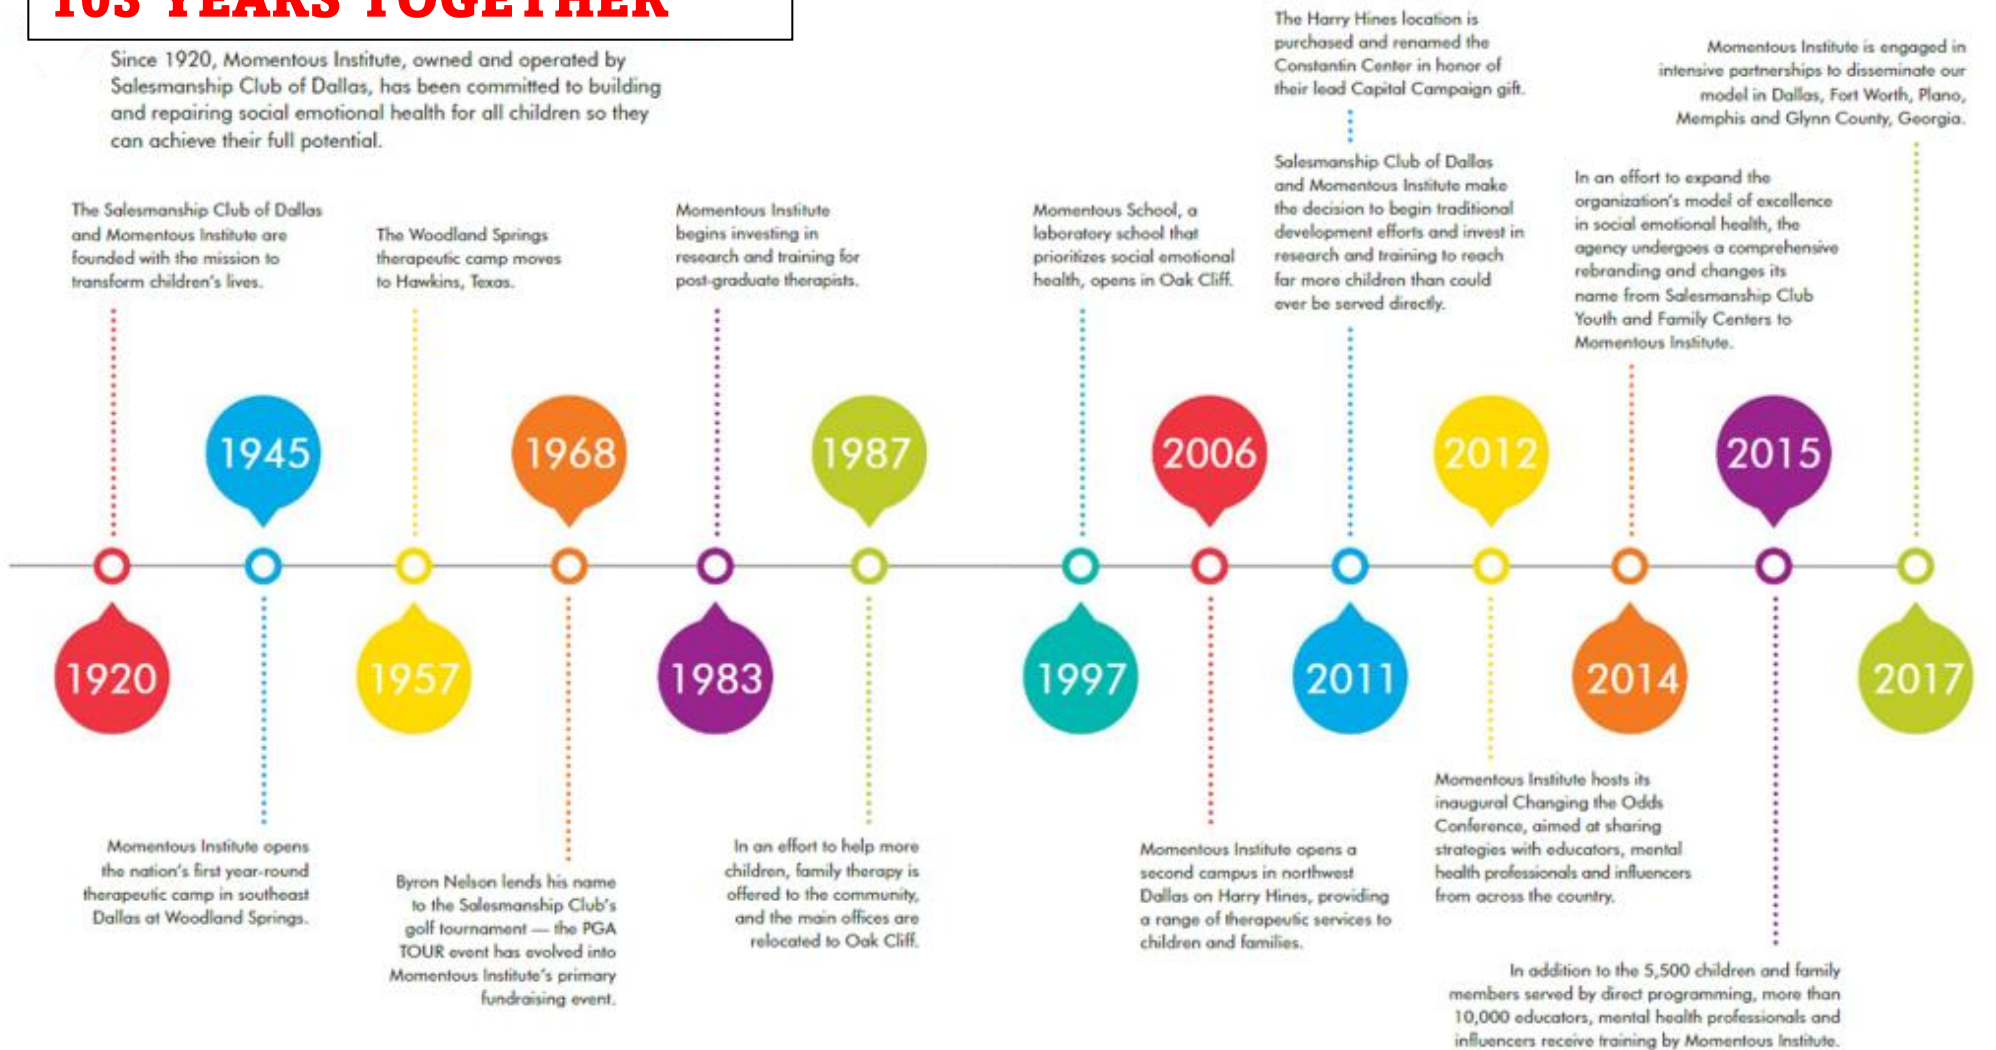 103 YEARS TOGETHER
Since 1920, Momentous Institute, owned and operated by
Salesmanship Club of Dallas, has been committed to building
and repairing social emotional health for all children so they
can achieve their full potential.
The Salesmanship Club of Dallas
and Momentous Institute are
founded with the mission to
transform children's lives.
1920
1945
Momentous Institute opens
the nation's first year-round
therapeutic camp in southeast
Dallas at Woodland Springs.
The Woodland Springs
therapeutic camp moves
to Hawkins, Texas.
1957
1968
Byron Nelson lends his name
to the Salesmanship Club's
golf tournament — the PGA
TOUR event has evolved into
Momentous Institute's primary
fundraising event.
Momentous Institute
begins investing in
research and training for
post-graduate therapists.
1983
1987
In an effort to help more
children, family therapy is
offered to the community,
and the main offices are
relocated to Oak Cliff.
Momentous School, a
laboratory school that
prioritizes social emotional
health, opens in Oak Cliff.
1997
2006
Momentous Institute opens a
second campus in northwest
Dallas on Harry Hines, providing
a range of therapeutic services to
children and families.
The Harry Hines location is
purchased and renamed the
Constantin Center in honor of
their lead Capital Campaign gift.
Salesmanship Club of Dallas
and Momentous Institute make
the decision to begin traditional
development efforts and invest in
research and training to reach
far more children than could
ever be served directly.
2011
2012
Momentous Institute hosts its
inaugural Changing the Odds
Conference, aimed at sharing
strategies with educators, mental
health professionals and influencers
from across the country.
In an effort to expand the
organization's model of excellence
in social emotional health, the
agency undergoes a comprehensive
rebranding and changes its
name from Salesmanship Club
Youth and Family Centers to
Momentous Institute.
2014
2015
In addition to the 5,500 children and family
members served by direct programming, more than
10,000 educators, mental health professionals and
influencers receive training by Momentous Institute.
Momentous Institute is engaged in
intensive partnerships to disseminate our
model in Dallas, Fort Worth, Plano,
Memphis and Glynn County, Georgia.
2017